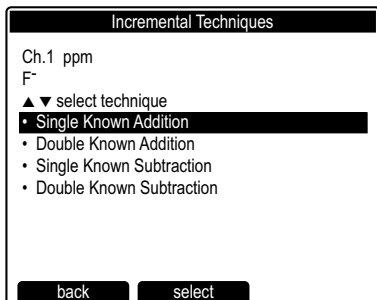 Incremental Techniques
Ch.1 ppm
F⁻
▲ ▼ select technique
• Single Known Addition
• Double Known Addition
• Single Known Subtraction
• Double Known Subtraction
back select